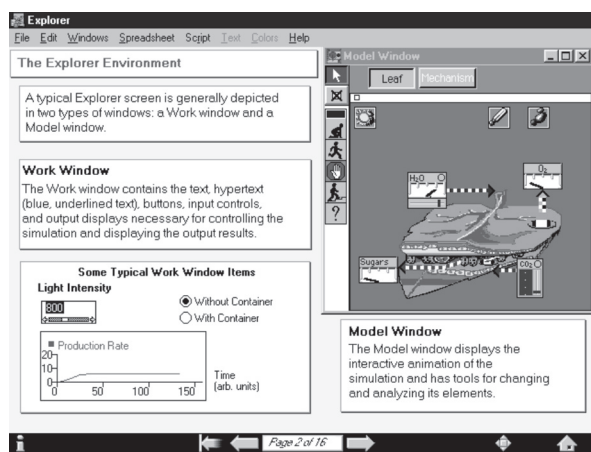 Explorer
File Edit Windows Spreadsheet Script Text Colors Help
The Explorer Environment
A typical Explorer screen is generally depicted
in two types of windows: a Work window and a
Model window.
Work Window
The Work window contains the text, hypertext
(blue, underlined text), buttons, input controls,
and output displays necessary for controlling the
simulation and displaying the output results.
Some Typical Work Window Items
Light Intensity
800
Without Container
With Container
Production Rate
20
10
0
0 50 100 150
Time
(arb. units)
Model Window
Leaf Mechanism
?
H₂O
O₂
Sugars
CO₂
Model Window
The Model window displays the
interactive animation of the
simulation and has tools for changing
and analyzing its elements.
i
Page 2 of 16